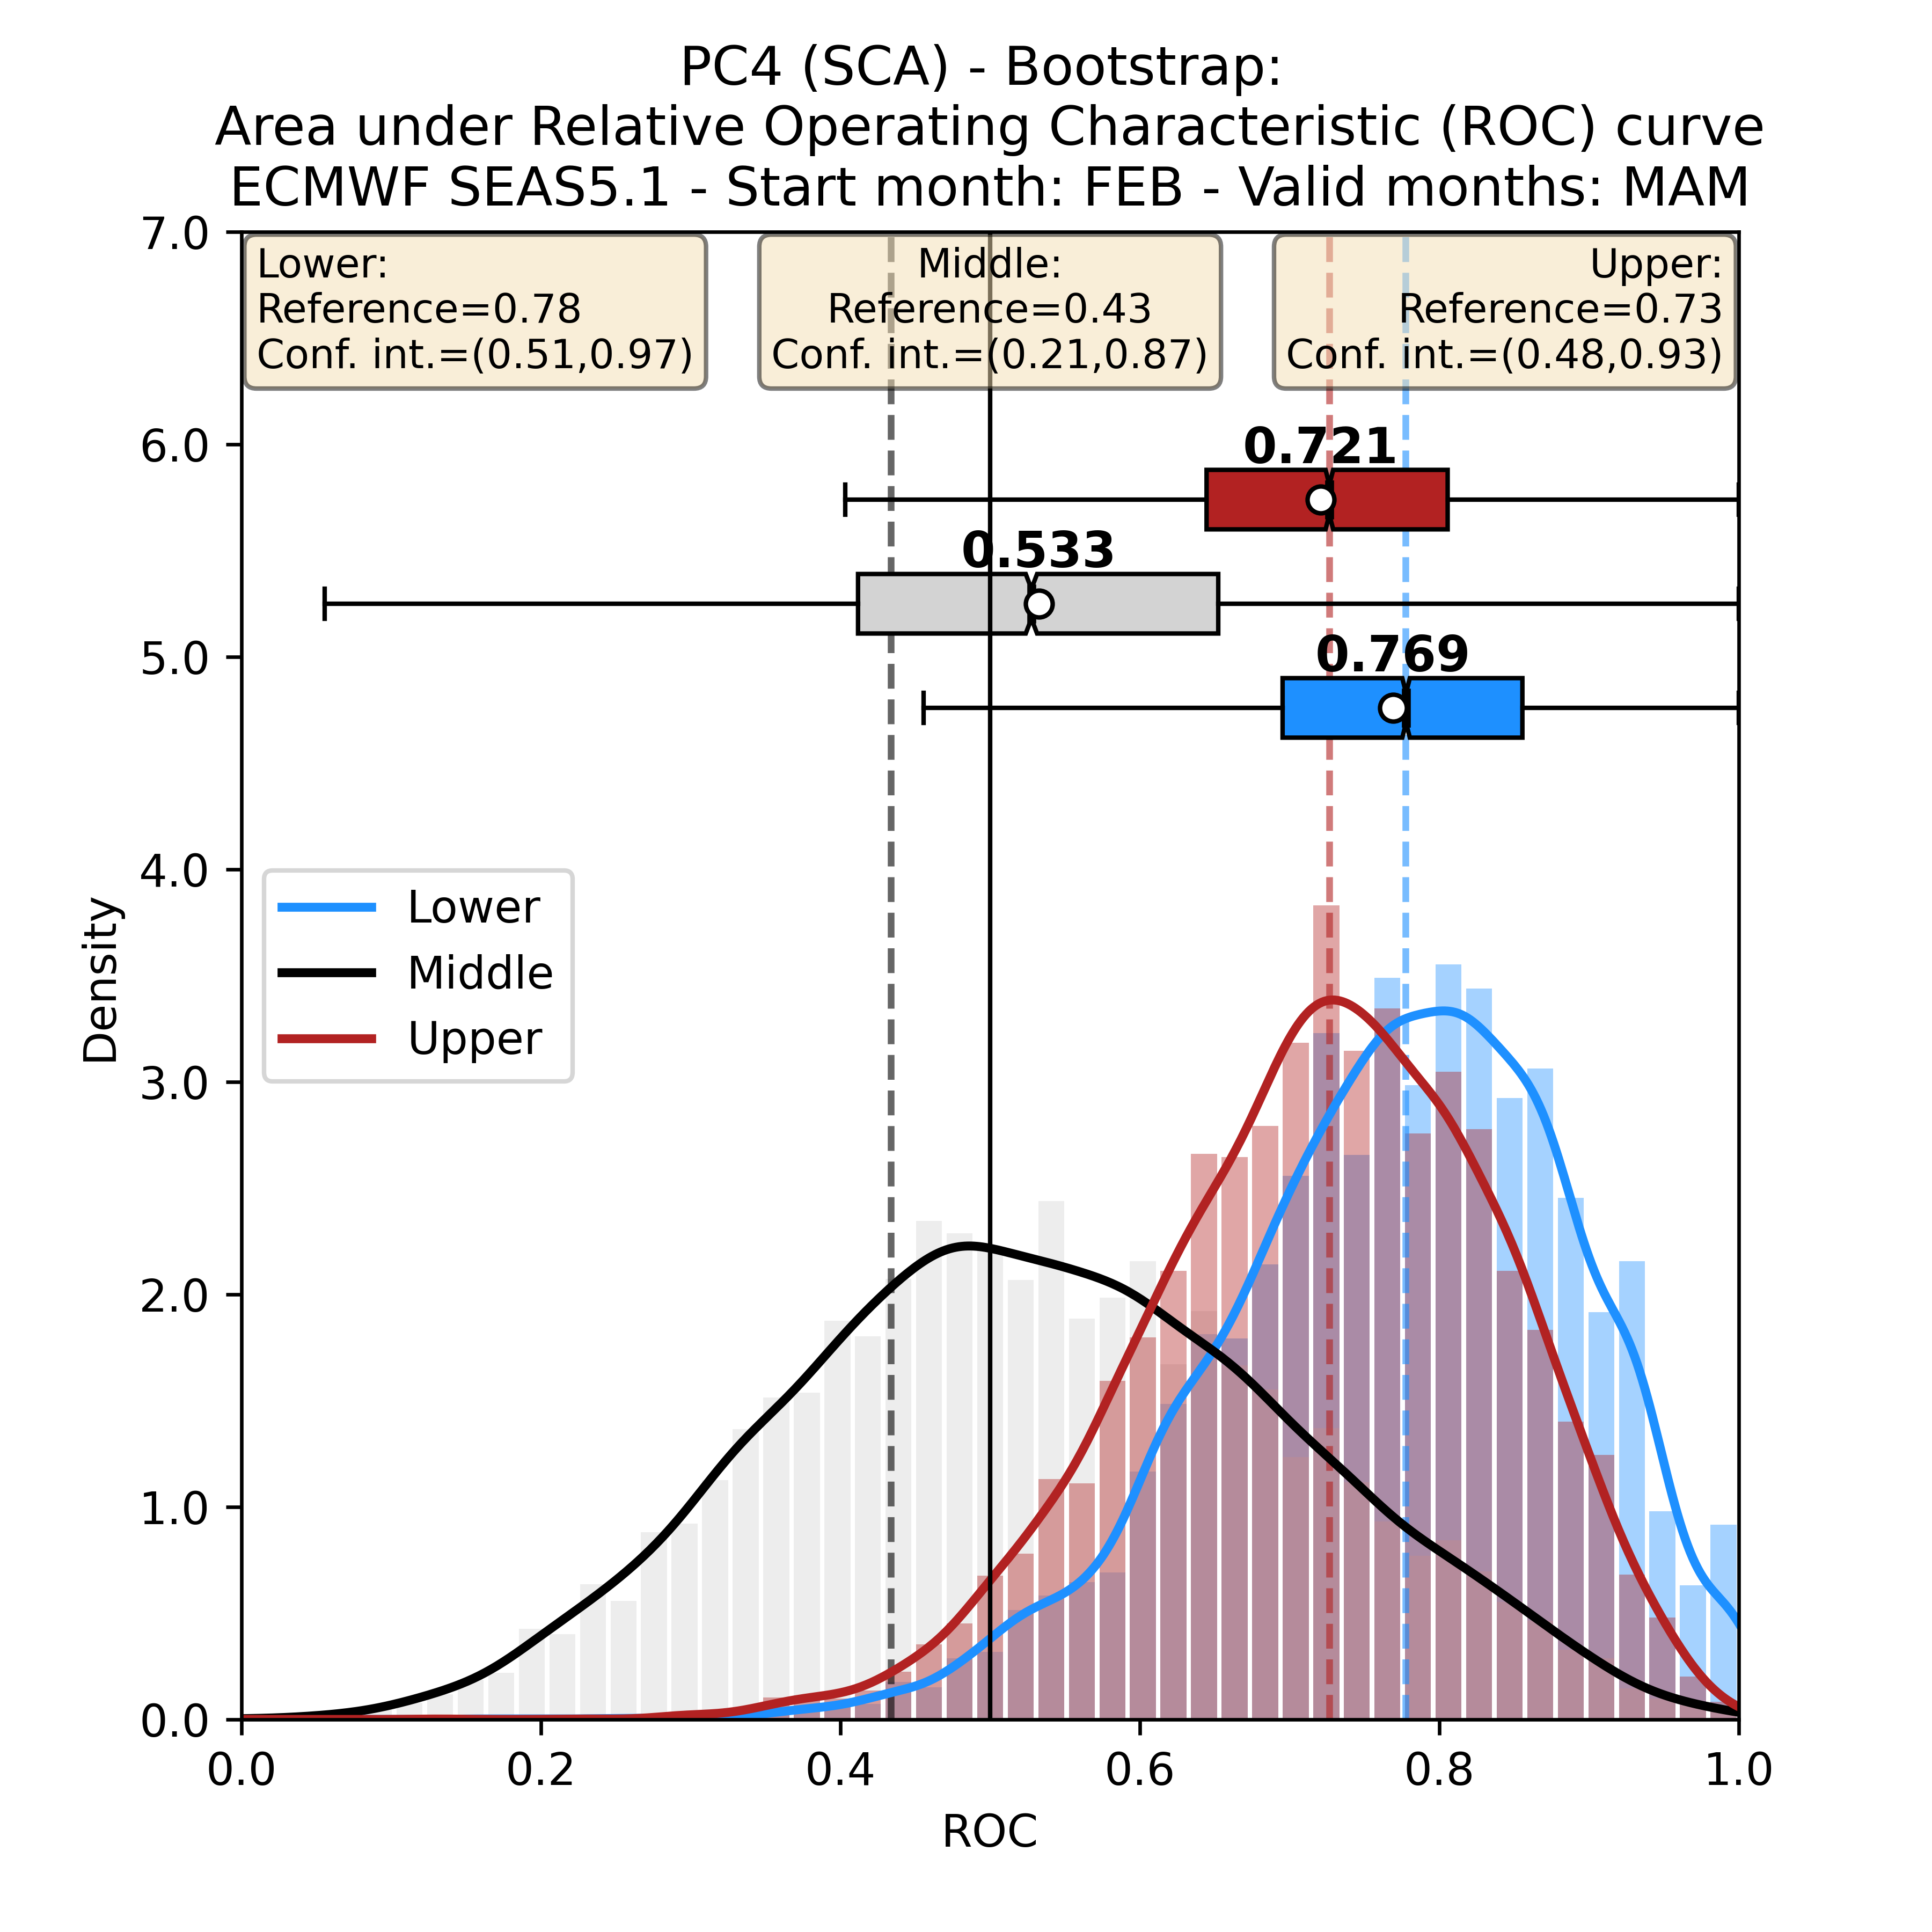 PC4 (SCA) - Bootstrap:
Area under Relative Operating Characteristic (ROC) curve
ECMWF SEAS5.1 - Start month: FEB - Valid months: MAM
7.0
Lower:
Reference=0.78
Conf. int.=(0.51,0.97)
Middle:
Reference=0.43
Conf. int.=(0.21,0.87)
Upper:
Reference=0.73
Conf. int.=(0.48,0.93)
6.0
0.721
0.533
5.0
0.769
4.0
Lower
Middle
Upper
Density
3.0
2.0
1.0
0.0
0.0 0.2 0.4 0.6 0.8 1.0
ROC